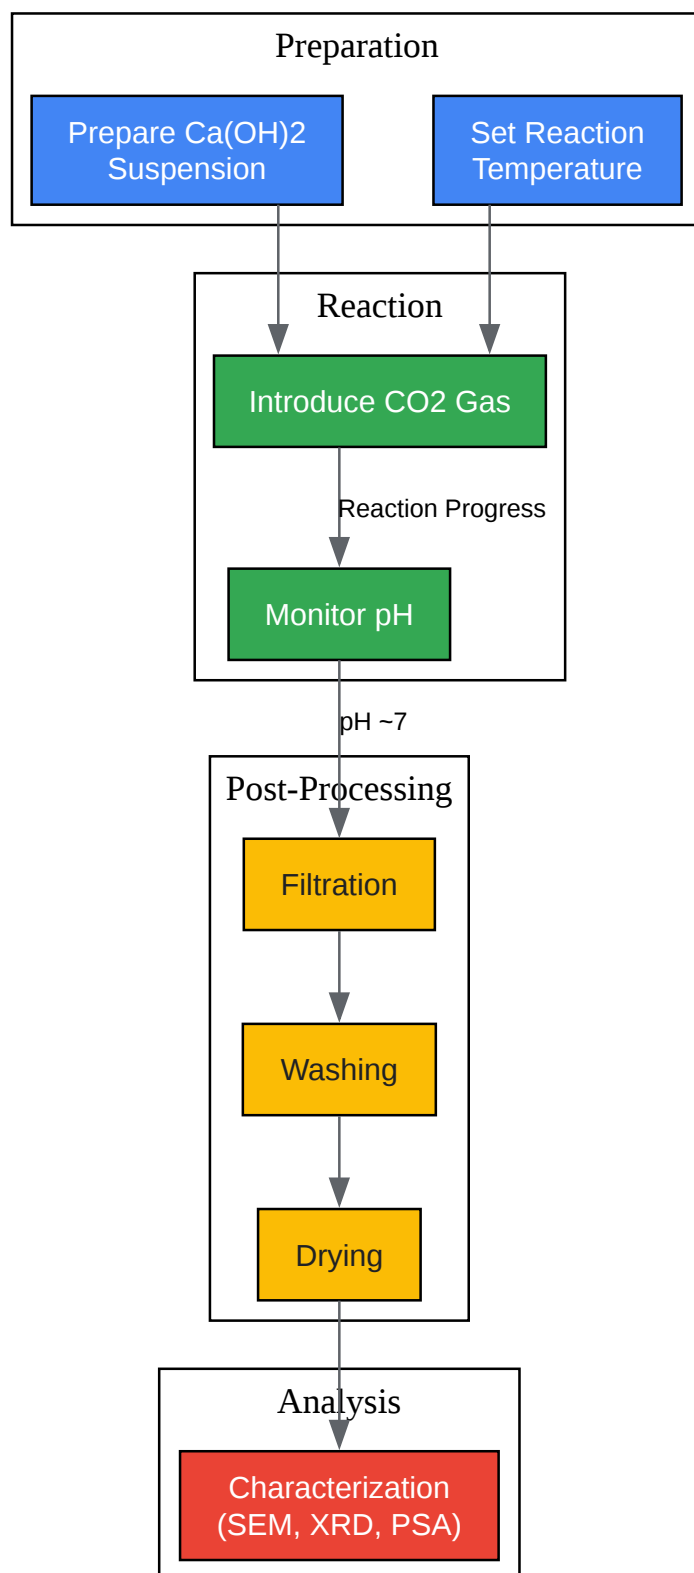 Preparation
Prepare Ca(OH)2
Suspension
Set Reaction
Temperature
Reaction
Introduce CO2 Gas
Reaction Progress
Monitor pH
pH ~7
Post-Processing
Filtration
Washing
Drying
Analysis
Characterization
(SEM, XRD, PSA)